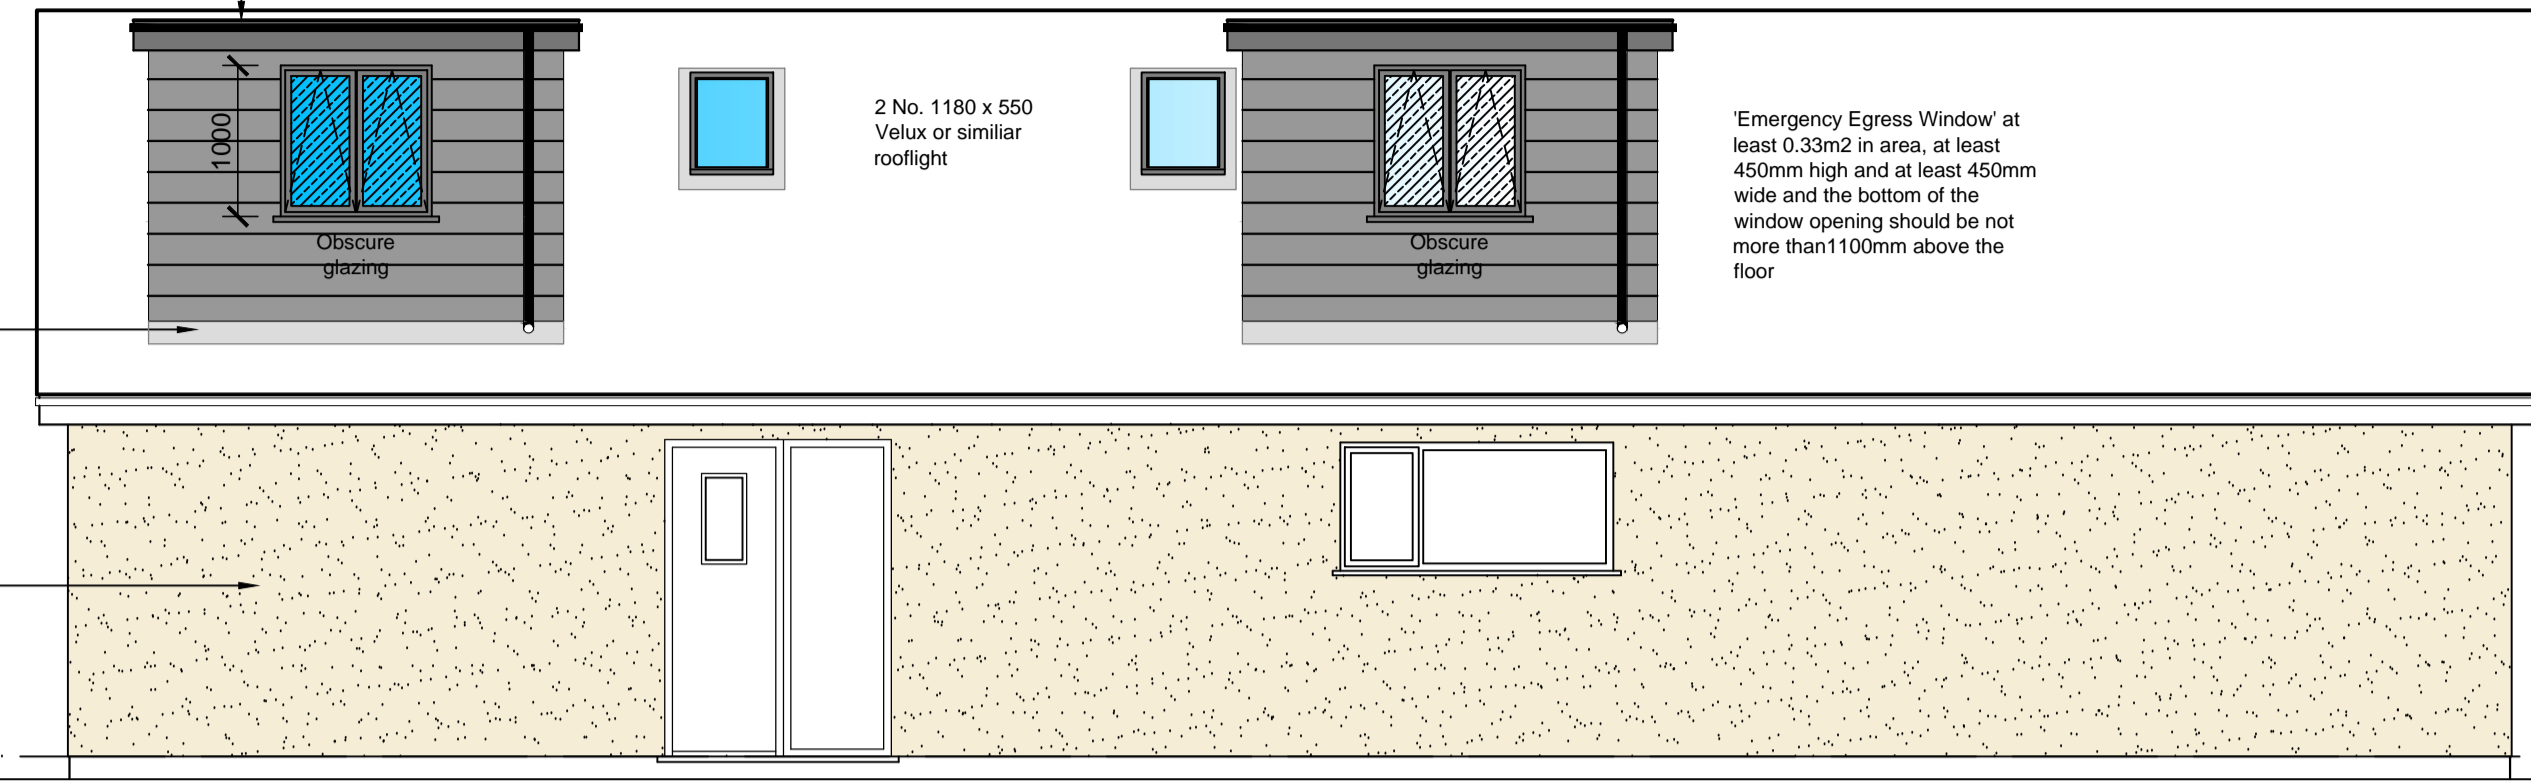 1000
Obscure
glazing
2 No. 1180 x 550
Velux or similiar
rooflight
Obscure
glazing
'Emergency Egress Window' at
least 0.33m2 in area, at least
450mm high and at least 450mm
wide and the bottom of the
window opening should be not
more than1100mm above the
floor